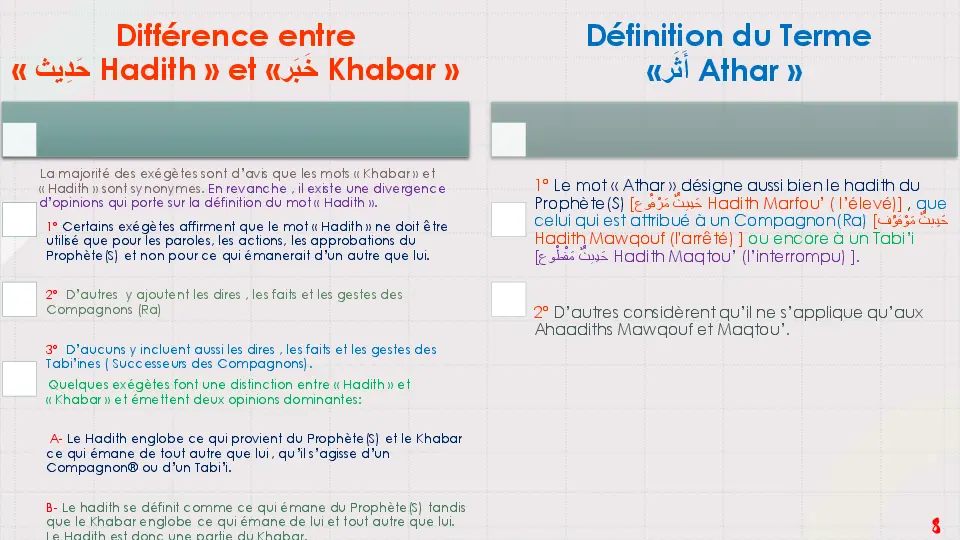 Différence entre
« حَدِيث Hadith » et «خَبَر Khabar »
La majorité des exégètes sont d’avis que les mots « Khabar » et
« Hadith » sont synonymes. En revanche , il existe une divergence
d’opinions qui porte sur la définition du mot « Hadith ».
1° Certains exégètes affirment que le mot « Hadith » ne doit être
utilisé que pour les paroles, les actions, les approbations du
Prophète(S) et non pour ce qui émanerait d’un autre que lui.
2° D’autres y ajoutent les dires , les faits et les gestes des
Compagnons (Ra)
3° D’aucuns y incluent aussi les dires , les faits et les gestes des
Tabi’ines ( Successeurs des Compagnons).
Quelques exégètes font une distinction entre « Hadith » et
« Khabar » et émettent deux opinions dominantes:
A- Le Hadith englobe ce qui provient du Prophète(S) et le Khabar
ce qui émane de tout autre que lui , qu’il s’agisse d’un
Compagnon® ou d’un Tabi’i.
B- Le hadith se définit comme ce qui émane du Prophète(S) tandis
que le Khabar englobe ce qui émane de lui et tout autre que lui.
Le Hadith est donc une partie du Khabar.
Définition du Terme
«أَثَر Athar »
1° Le mot « Athar » désigne aussi bien le hadith du
Prophète(S) [حَدِيثٌ مَرْفُوع Hadith Marfou’ ( l’élevé)] , que
celui qui est attribué à un Compagnon(Ra) [حَدِيثٌ مَوْقُوف
Hadith Mawqouf (l'arrêté) ] ou encore à un Tabi’i
[حَدِيثٌ مَقْطُوع Hadith Maqtou’ (l’interrompu) ].
2° D’autres considèrent qu’il ne s’applique qu’aux
Ahaadiths Mawqouf et Maqtou’.
8